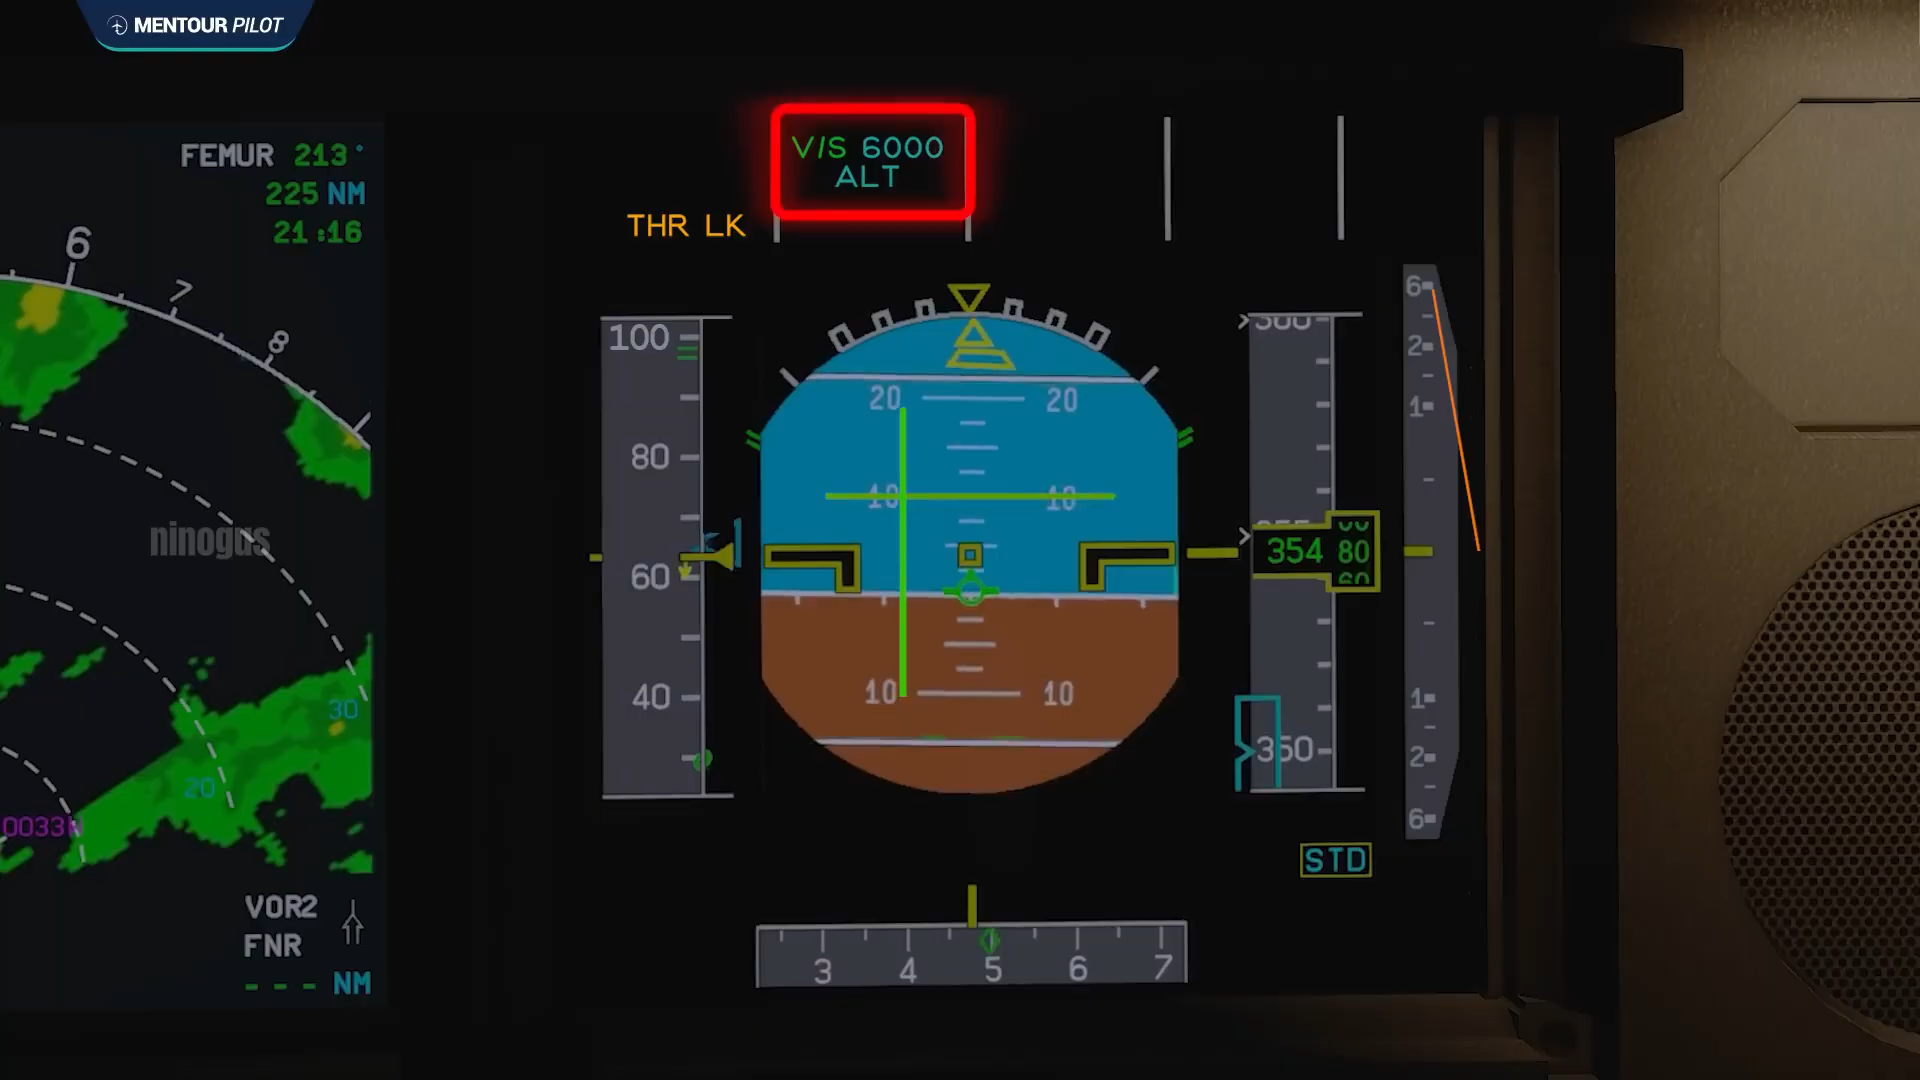 MENTOUR PILOT
FEMUR 213°
225 NM
21:16
6
7
8
ninogus
30
20
0033
VOR2
FNR
--- NM
V/S 6000
ALT
THR LK
100
80
60
40
20 20
10 10
10 10
354 80
350
6
2
1
1
2
6
STD
3 4 5 6 7